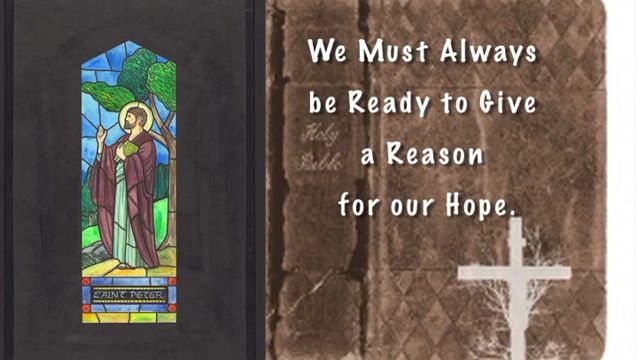 We Must Always
be Ready to Give
a Reason
for our Hope.
Holy
Bible
SAINT PETER